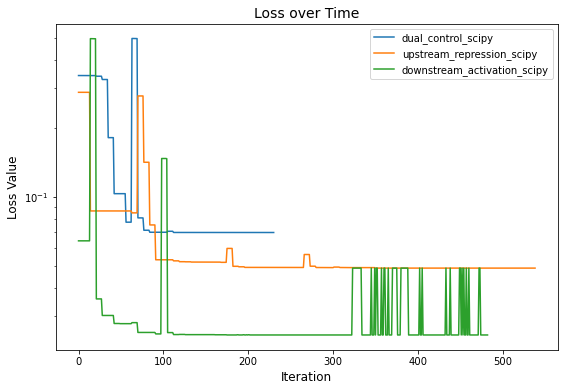 Loss over Time
dual_control_scipy
upstream_repression_scipy
downstream_activation_scipy
Loss Value
10⁻¹
0 100 200 300 400 500
Iteration